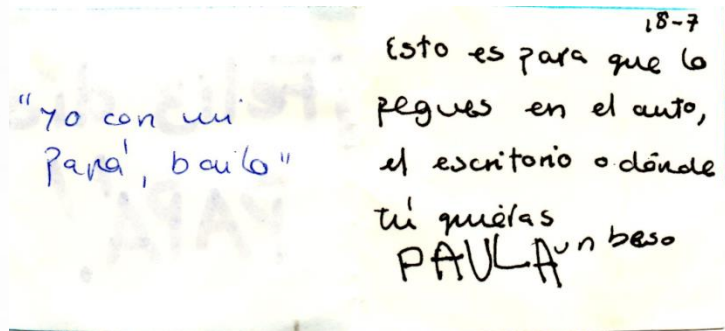 "yo con mi
Papá, bailo"
18-7
Esto es para que lo
pegues en el auto,
el escritorio o dónde
tú quiéras
PAULA un beso